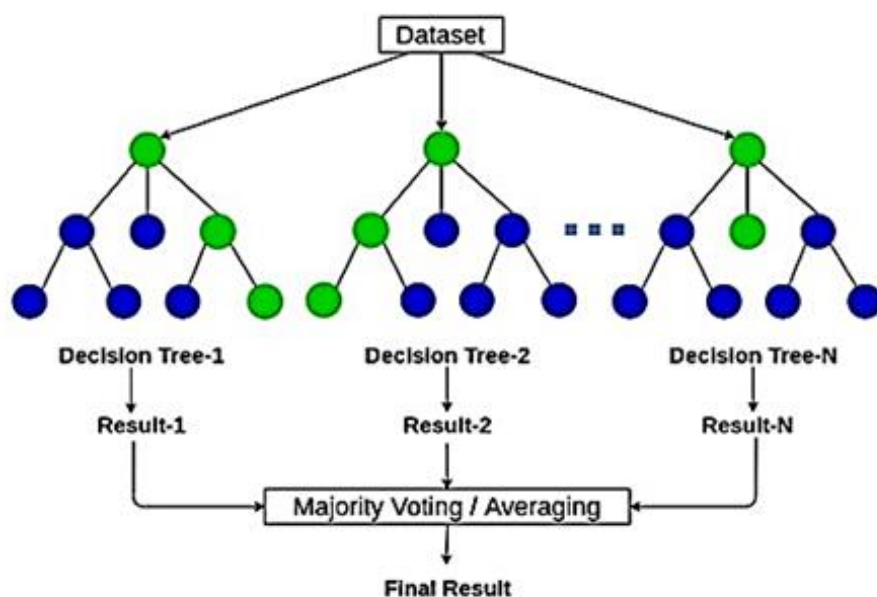 Dataset
Decision Tree-1
Decision Tree-2
Decision Tree-N
Result-1
Result-2
Result-N
Majority Voting / Averaging
Final Result